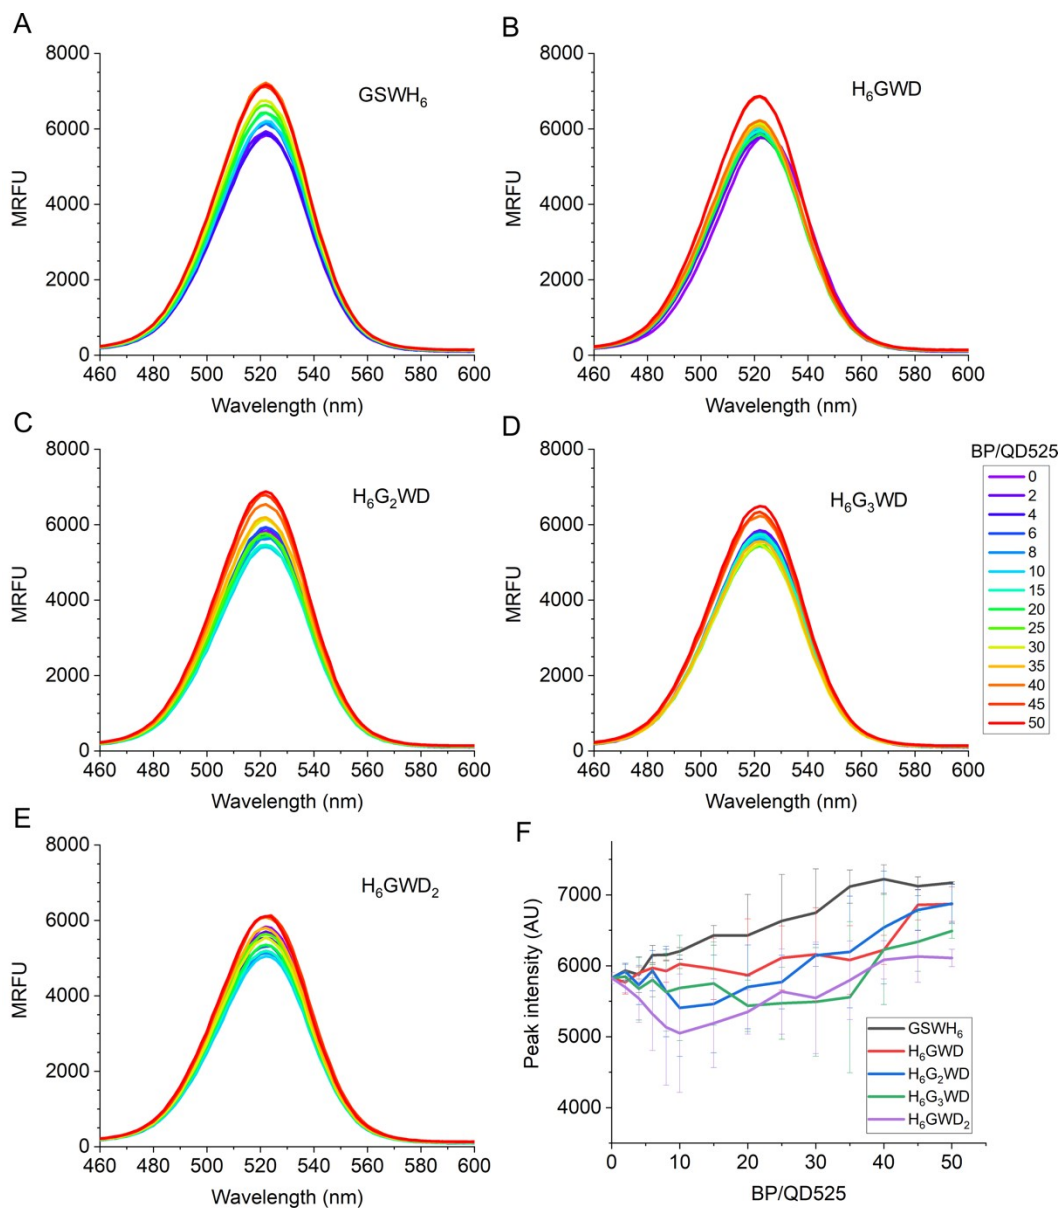 A
8000
6000
4000
2000
0
MRFU
GSWH₆
460 480 500 520 540 560 580 600
Wavelength (nm)
B
8000
6000
4000
2000
0
MRFU
H₆GWD
460 480 500 520 540 560 580 600
Wavelength (nm)
C
8000
6000
4000
2000
0
MRFU
H₆G₂WD
460 480 500 520 540 560 580 600
Wavelength (nm)
D
8000
6000
4000
2000
0
MRFU
H₆G₃WD
460 480 500 520 540 560 580 600
Wavelength (nm)
BP/QD525
0
2
4
6
8
10
15
20
25
30
35
40
45
50
E
8000
6000
4000
2000
0
MRFU
H₆GWD₂
460 480 500 520 540 560 580 600
Wavelength (nm)
F
7000
6000
5000
4000
Peak intensity (AU)
GSWH₆
H₆GWD
H₆G₂WD
H₆G₃WD
H₆GWD₂
0 10 20 30 40 50
BP/QD525